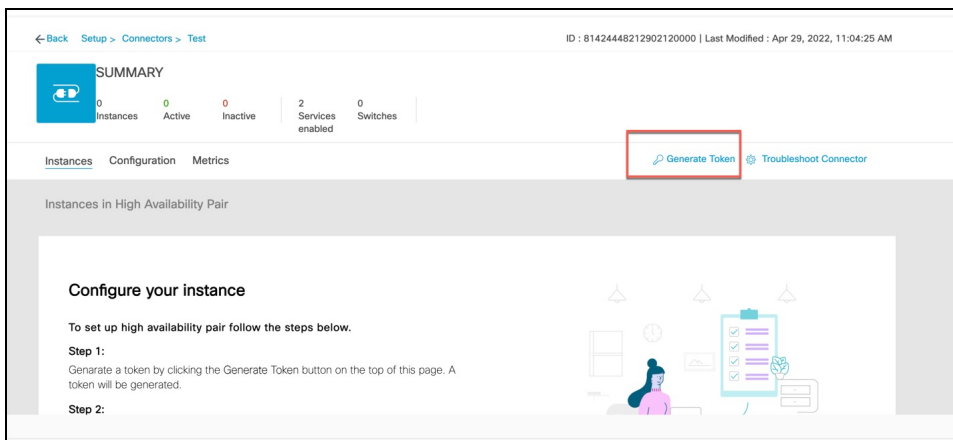 Back Setup > Connectors > Test
ID : 81424448212902120000 | Last Modified : Apr 29, 2022, 11:04:25 AM
SUMMARY
0 0 0 2 0
Instances Active Inactive Services Switches
enabled
Instances Configuration Metrics Generate Token Troubleshoot Connector
Instances in High Availability Pair
Configure your instance
To set up high availability pair follow the steps below.
Step 1:
Genarate a token by clicking the Generate Token button on the top of this page. A
token will be generated.
Step 2: